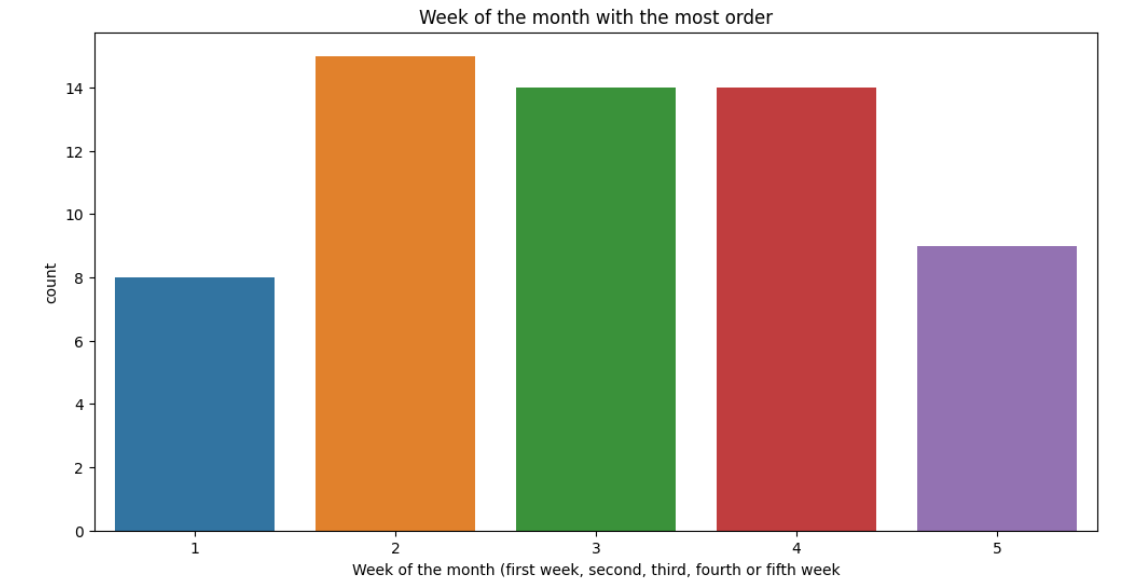 Week of the month with the most order
14
12
10
8
6
4
2
0
count
1 2 3 4 5
Week of the month (first week, second, third, fourth or fifth week